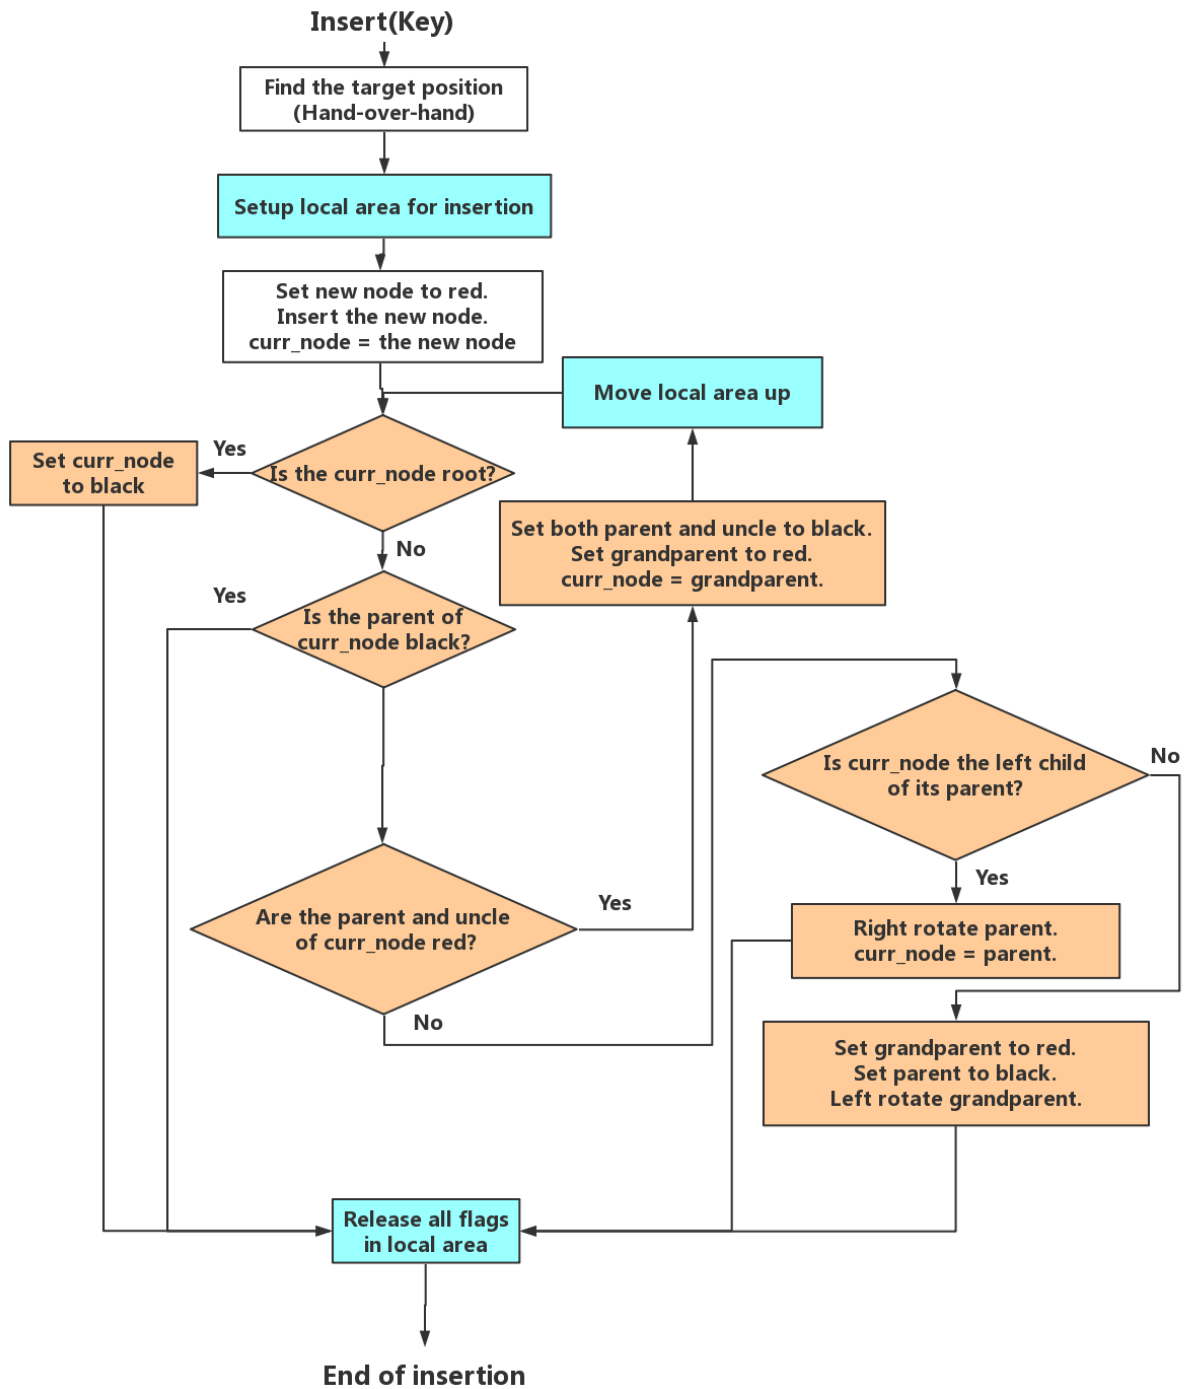 Insert(Key)
Find the target position
(Hand-over-hand)
Setup local area for insertion
Set new node to red.
Insert the new node.
curr_node = the new node
Move local area up
Yes
Set curr_node
to black
Is the curr_node root?
Set both parent and uncle to black.
Set grandparent to red.
curr_node = grandparent.
No
Yes
Is the parent of
curr_node black?
Is curr_node the left child
of its parent?
No
Yes
Are the parent and uncle
of curr_node red?
Yes
Right rotate parent.
curr_node = parent.
No
Set grandparent to red.
Set parent to black.
Left rotate grandparent.
Release all flags
in local area
End of insertion